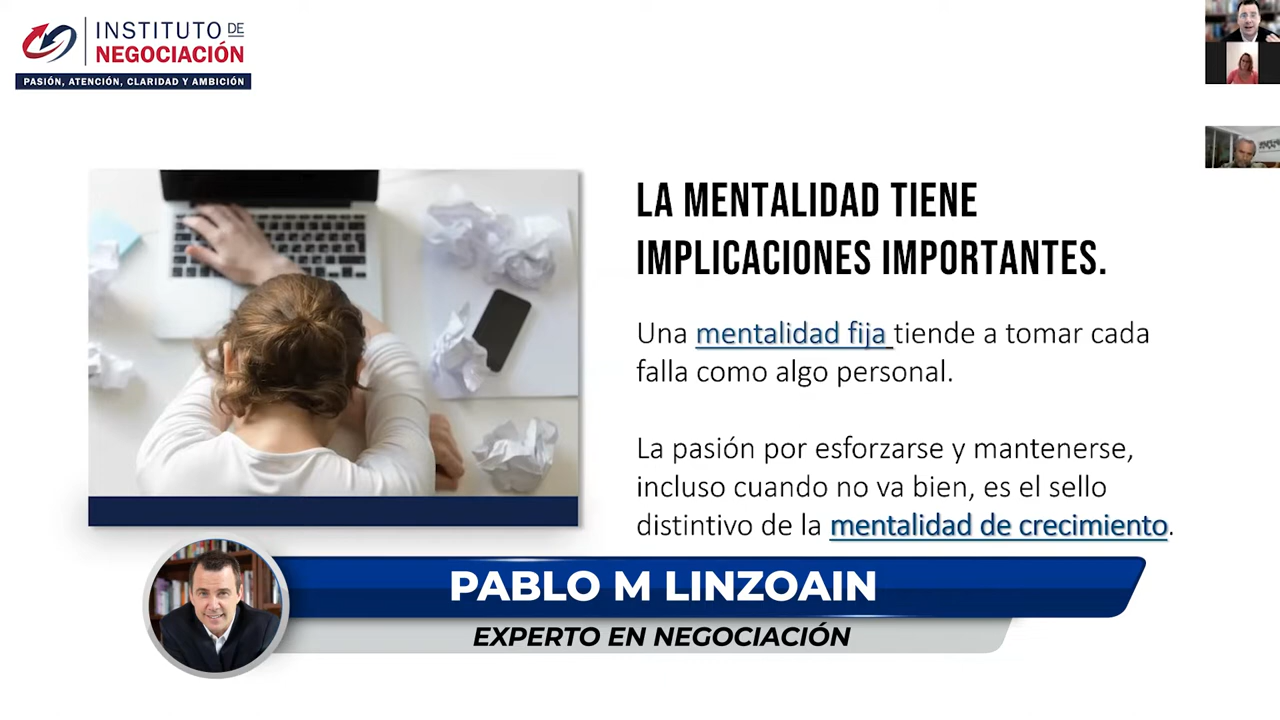 INSTITUTO DE
NEGOCIACIÓN
PASIÓN, ATENCIÓN, CLARIDAD Y AMBICIÓN
LA MENTALIDAD TIENE
IMPLICACIONES IMPORTANTES.
Una mentalidad fija tiende a tomar cada
falla como algo personal.
La pasión por esforzarse y mantenerse,
incluso cuando no va bien, es el sello
distintivo de la mentalidad de crecimiento.
PABLO M LINZOAIN
EXPERTO EN NEGOCIACIÓN